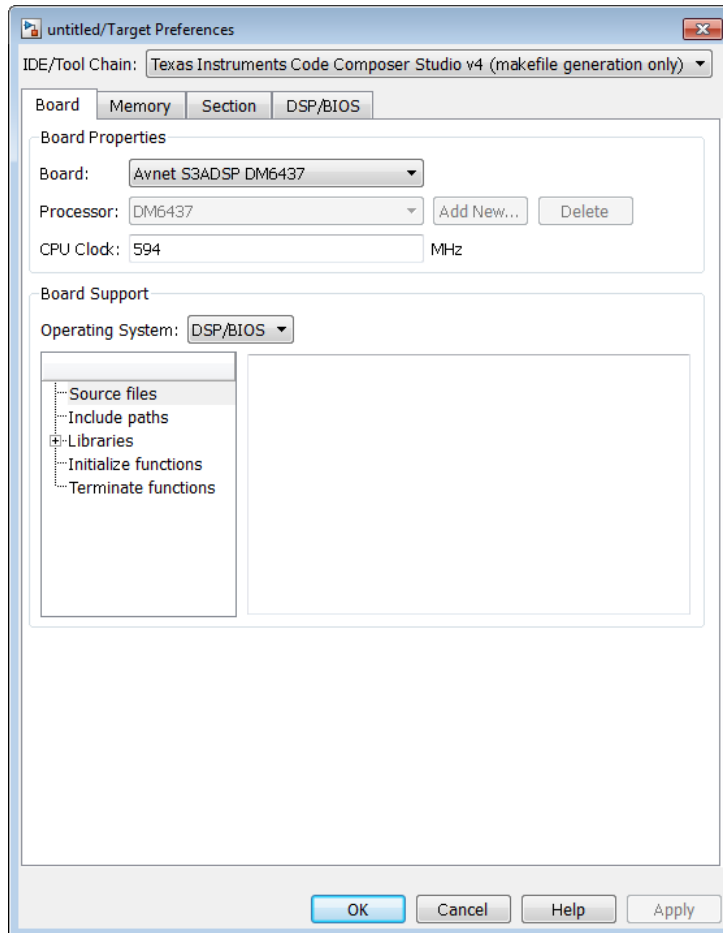 untitled/Target Preferences
IDE/Tool Chain: Texas Instruments Code Composer Studio v4 (makefile generation only)
Board Memory Section DSP/BIOS
Board Properties
Board: Avnet S3ADSP DM6437
Processor: DM6437 Add New... Delete
CPU Clock: 594 MHz
Board Support
Operating System: DSP/BIOS
Source files
Include paths
Libraries
Initialize functions
Terminate functions
OK Cancel Help Apply